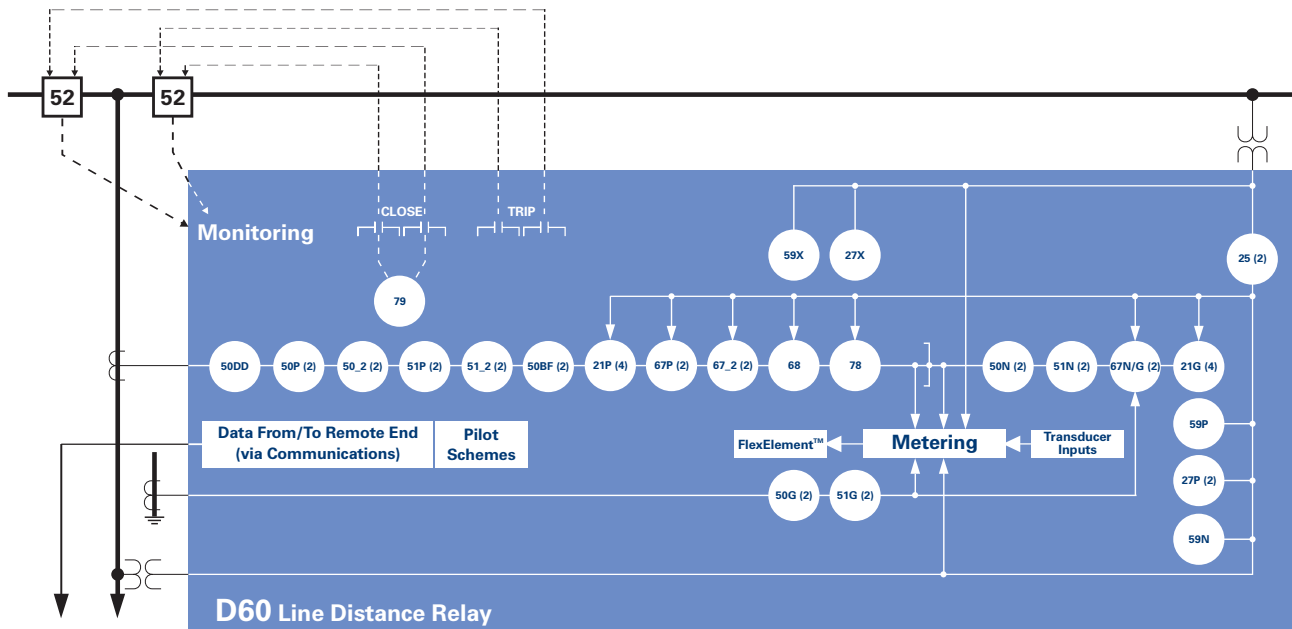 52
52
CLOSE
TRIP
Monitoring
59X
27X
25 (2)
79
50DD
50P (2)
50_2 (2)
51P (2)
51_2 (2)
50BF (2)
21P (4)
67P (2)
67_2 (2)
68
78
50N (2)
51N (2)
67N/G (2)
21G (4)
Data From/To Remote End
(via Communications)
Pilot
Schemes
FlexElement™
Metering
Transducer
Inputs
59P
27P (2)
50G (2)
51G (2)
59N
D60 Line Distance Relay